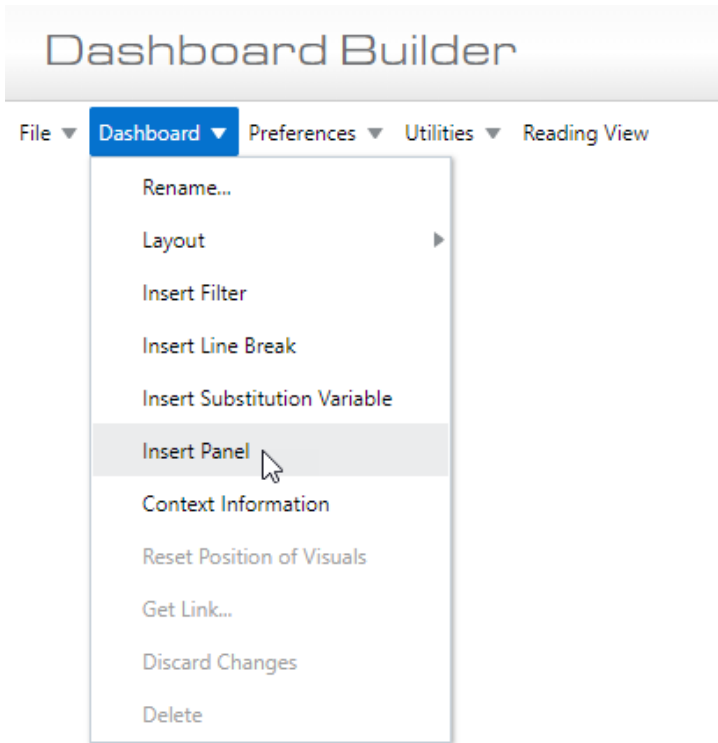 Dashboard Builder
File Dashboard Preferences Utilities Reading View
Rename...
Layout
Insert Filter
Insert Line Break
Insert Substitution Variable
Insert Panel
Context Information
Reset Position of Visuals
Get Link...
Discard Changes
Delete